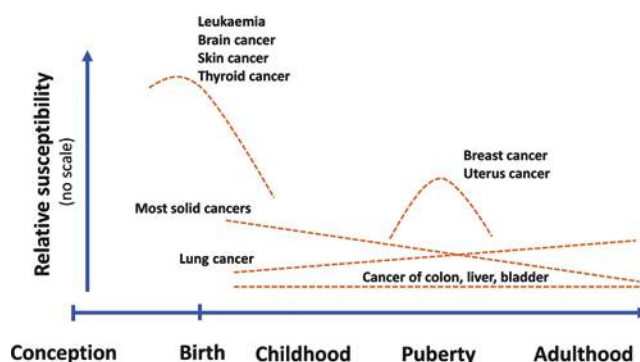 Leukaemia
Brain cancer
Skin cancer
Thyroid cancer
Relative susceptibility
(no scale)
Breast cancer
Uterus cancer
Most solid cancers
Lung cancer
Cancer of colon, liver, bladder
Conception
Birth
Childhood
Puberty
Adulthood